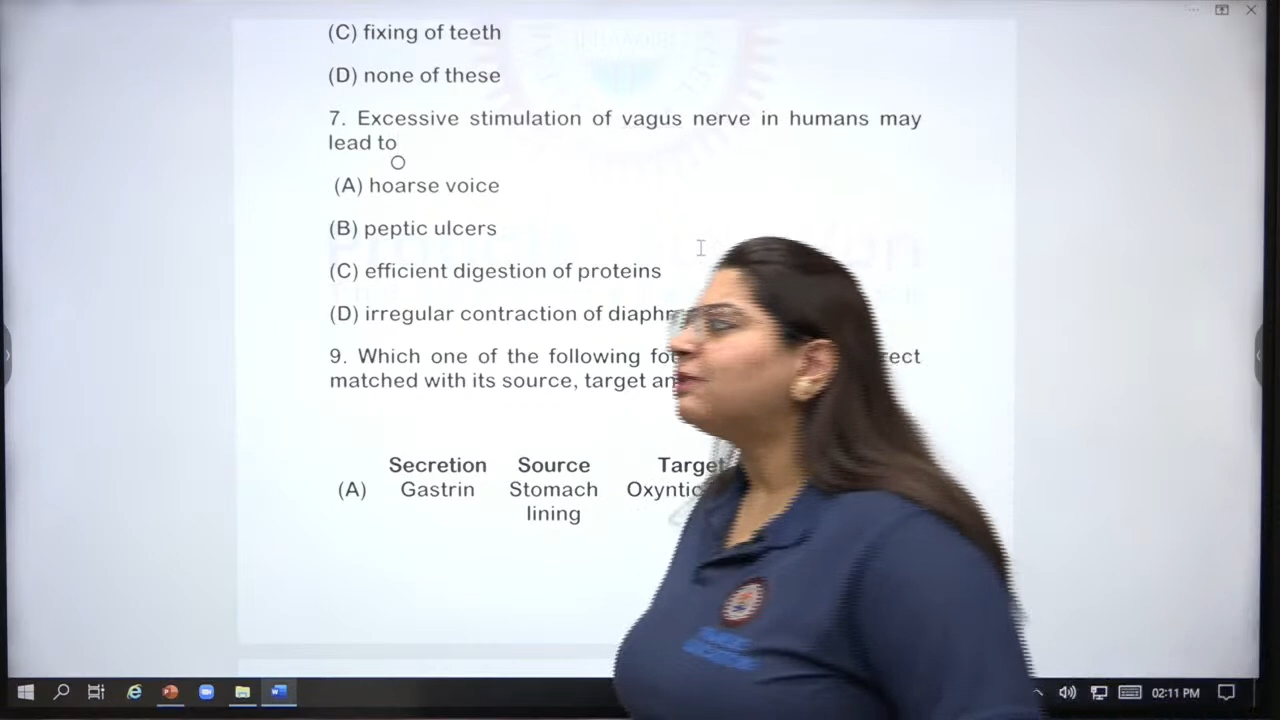 (C) fixing of teeth
(D) none of these
7. Excessive stimulation of vagus nerve in humans may
lead to
(A) hoarse voice
(B) peptic ulcers
(C) efficient digestion of proteins
(D) irregular contraction of diaphr
9. Which one of the following fo rect
matched with its source, target an
Secretion Source Target
(A) Gastrin Stomach Oxyntic
lining
02:11 PM